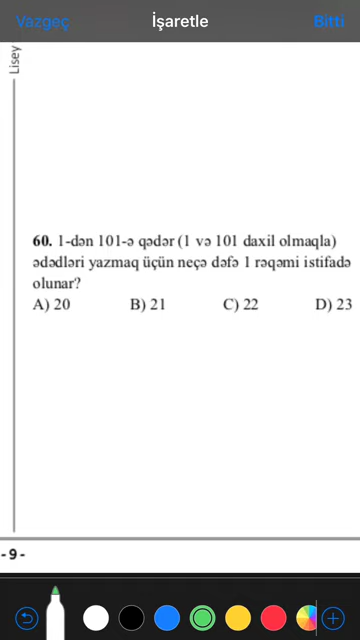 Vazgeç
İşaretle
Bitti
Lisey
60. 1-dən 101-ə qədər (1 və 101 daxil olmaqla)
ədədləri yazmaq üçün neçə dəfə 1 rəqəmi istifadə
olunar?
A) 20 B) 21 C) 22 D) 23
- 9 -